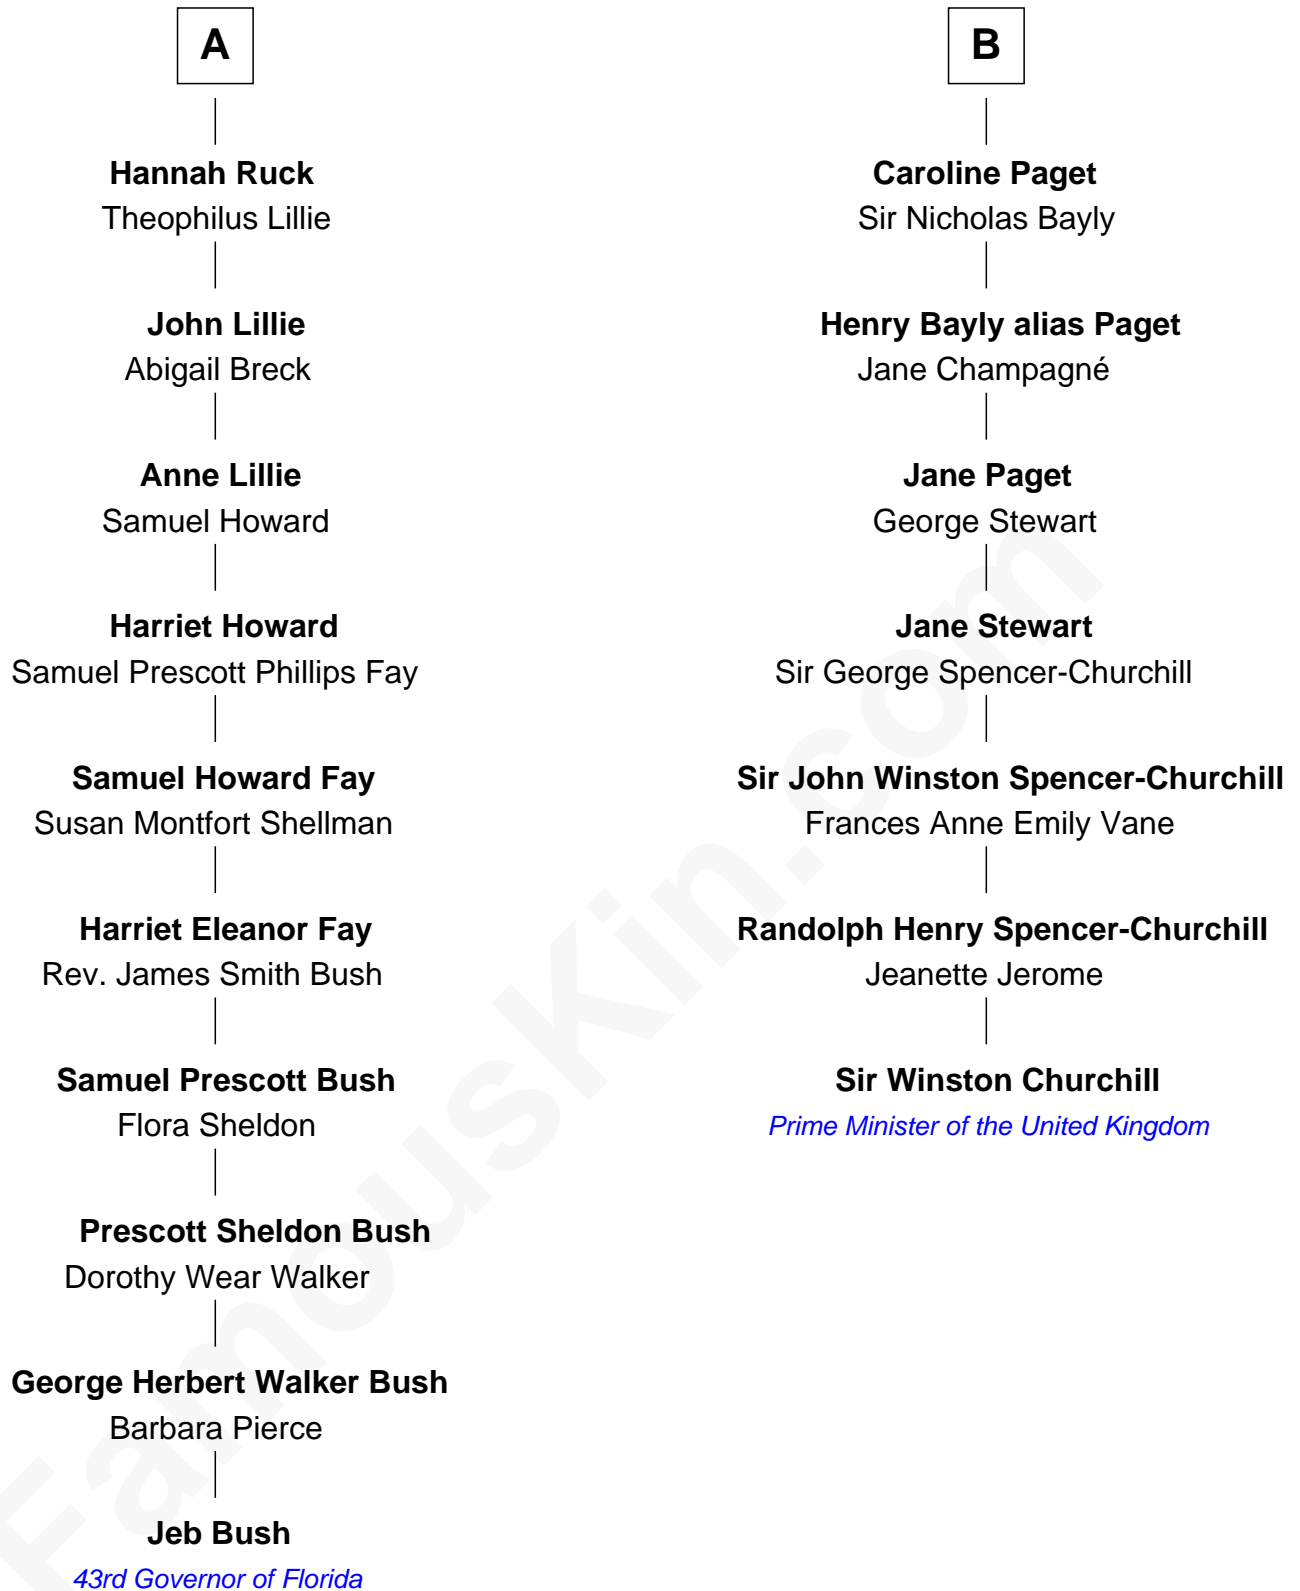 A
Hannah Ruck
Theophilus Lillie
John Lillie
Abigail Breck
Anne Lillie
Samuel Howard
Harriet Howard
Samuel Prescott Phillips Fay
Samuel Howard Fay
Susan Montfort Shellman
Harriet Eleanor Fay
Rev. James Smith Bush
Samuel Prescott Bush
Flora Sheldon
Prescott Sheldon Bush
Dorothy Wear Walker
George Herbert Walker Bush
Barbara Pierce
Jeb Bush
43rd Governor of Florida
B
Caroline Paget
Sir Nicholas Bayly
Henry Bayly alias Paget
Jane Champagné
Jane Paget
George Stewart
Jane Stewart
Sir George Spencer-Churchill
Sir John Winston Spencer-Churchill
Frances Anne Emily Vane
Randolph Henry Spencer-Churchill
Jeanette Jerome
Sir Winston Churchill
Prime Minister of the United Kingdom
FamousKin.com